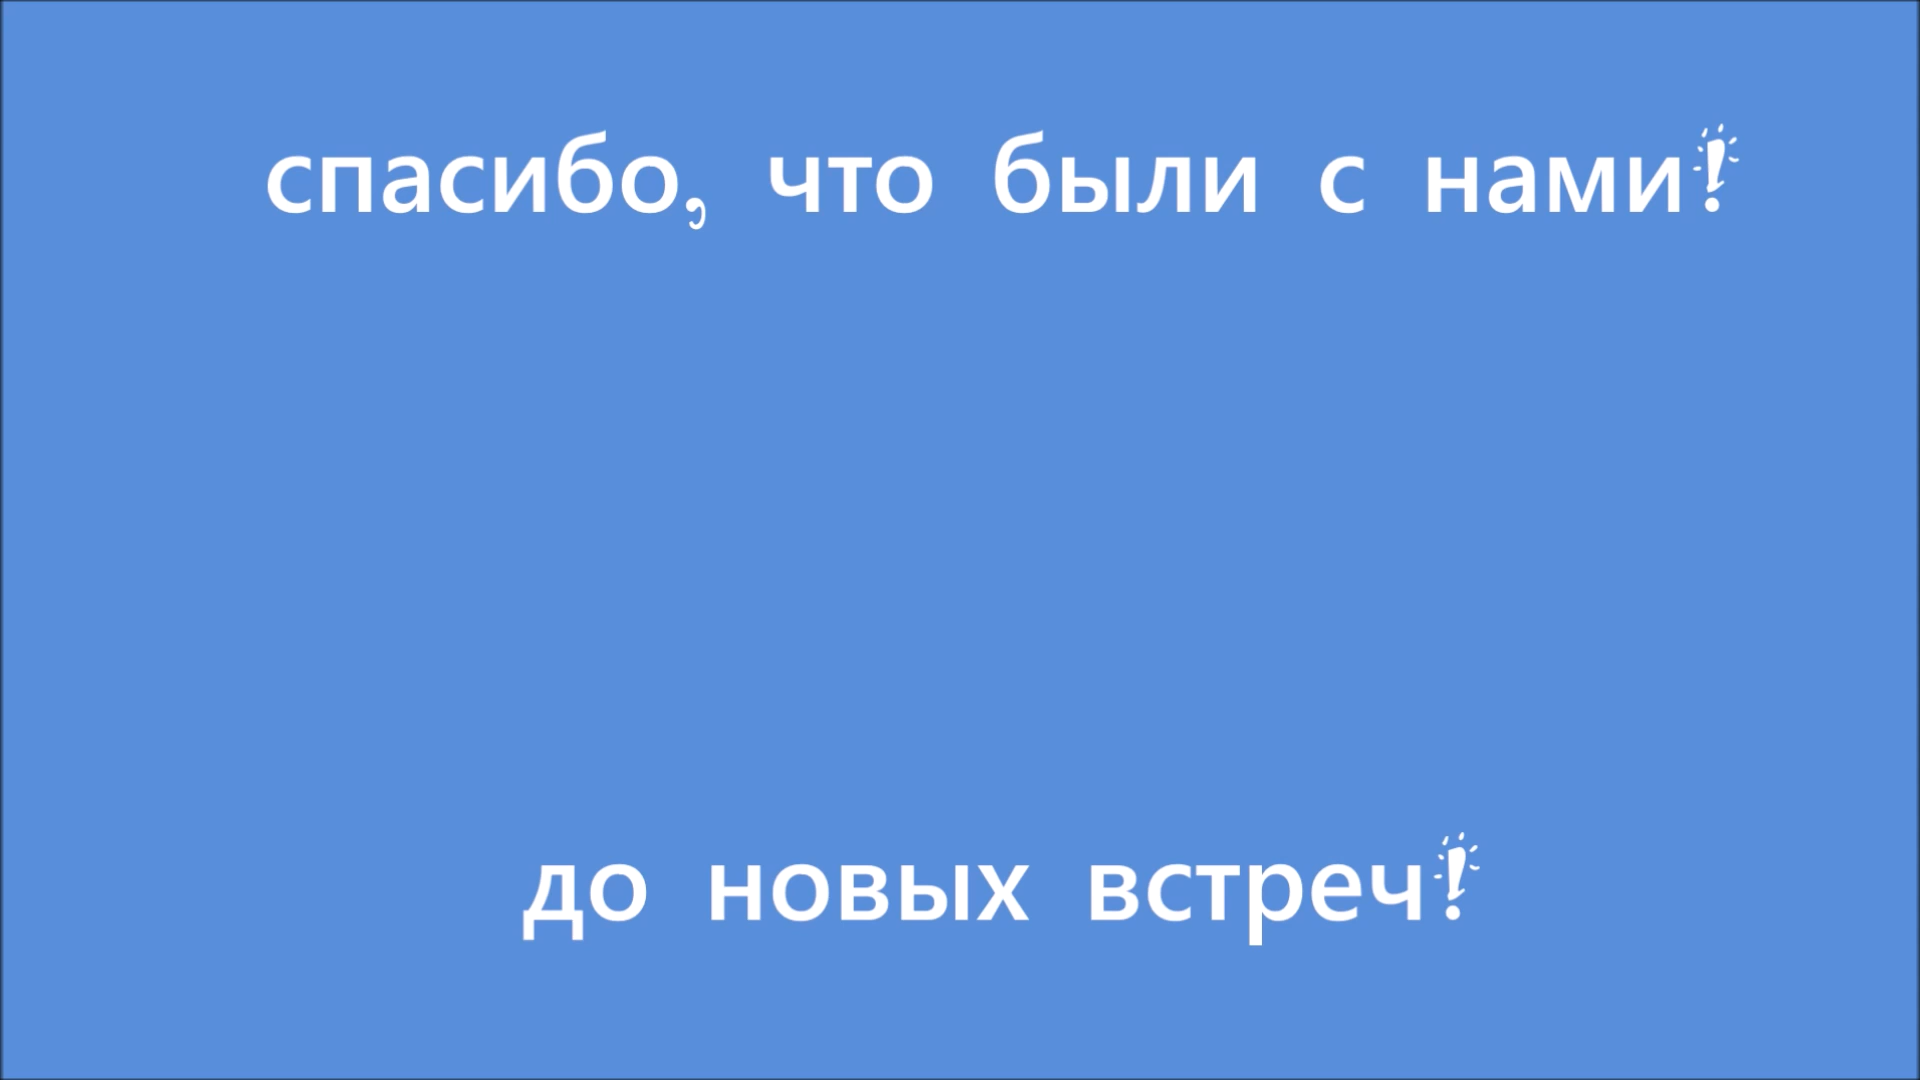 спасибо, что были с нами!
до новых встреч!